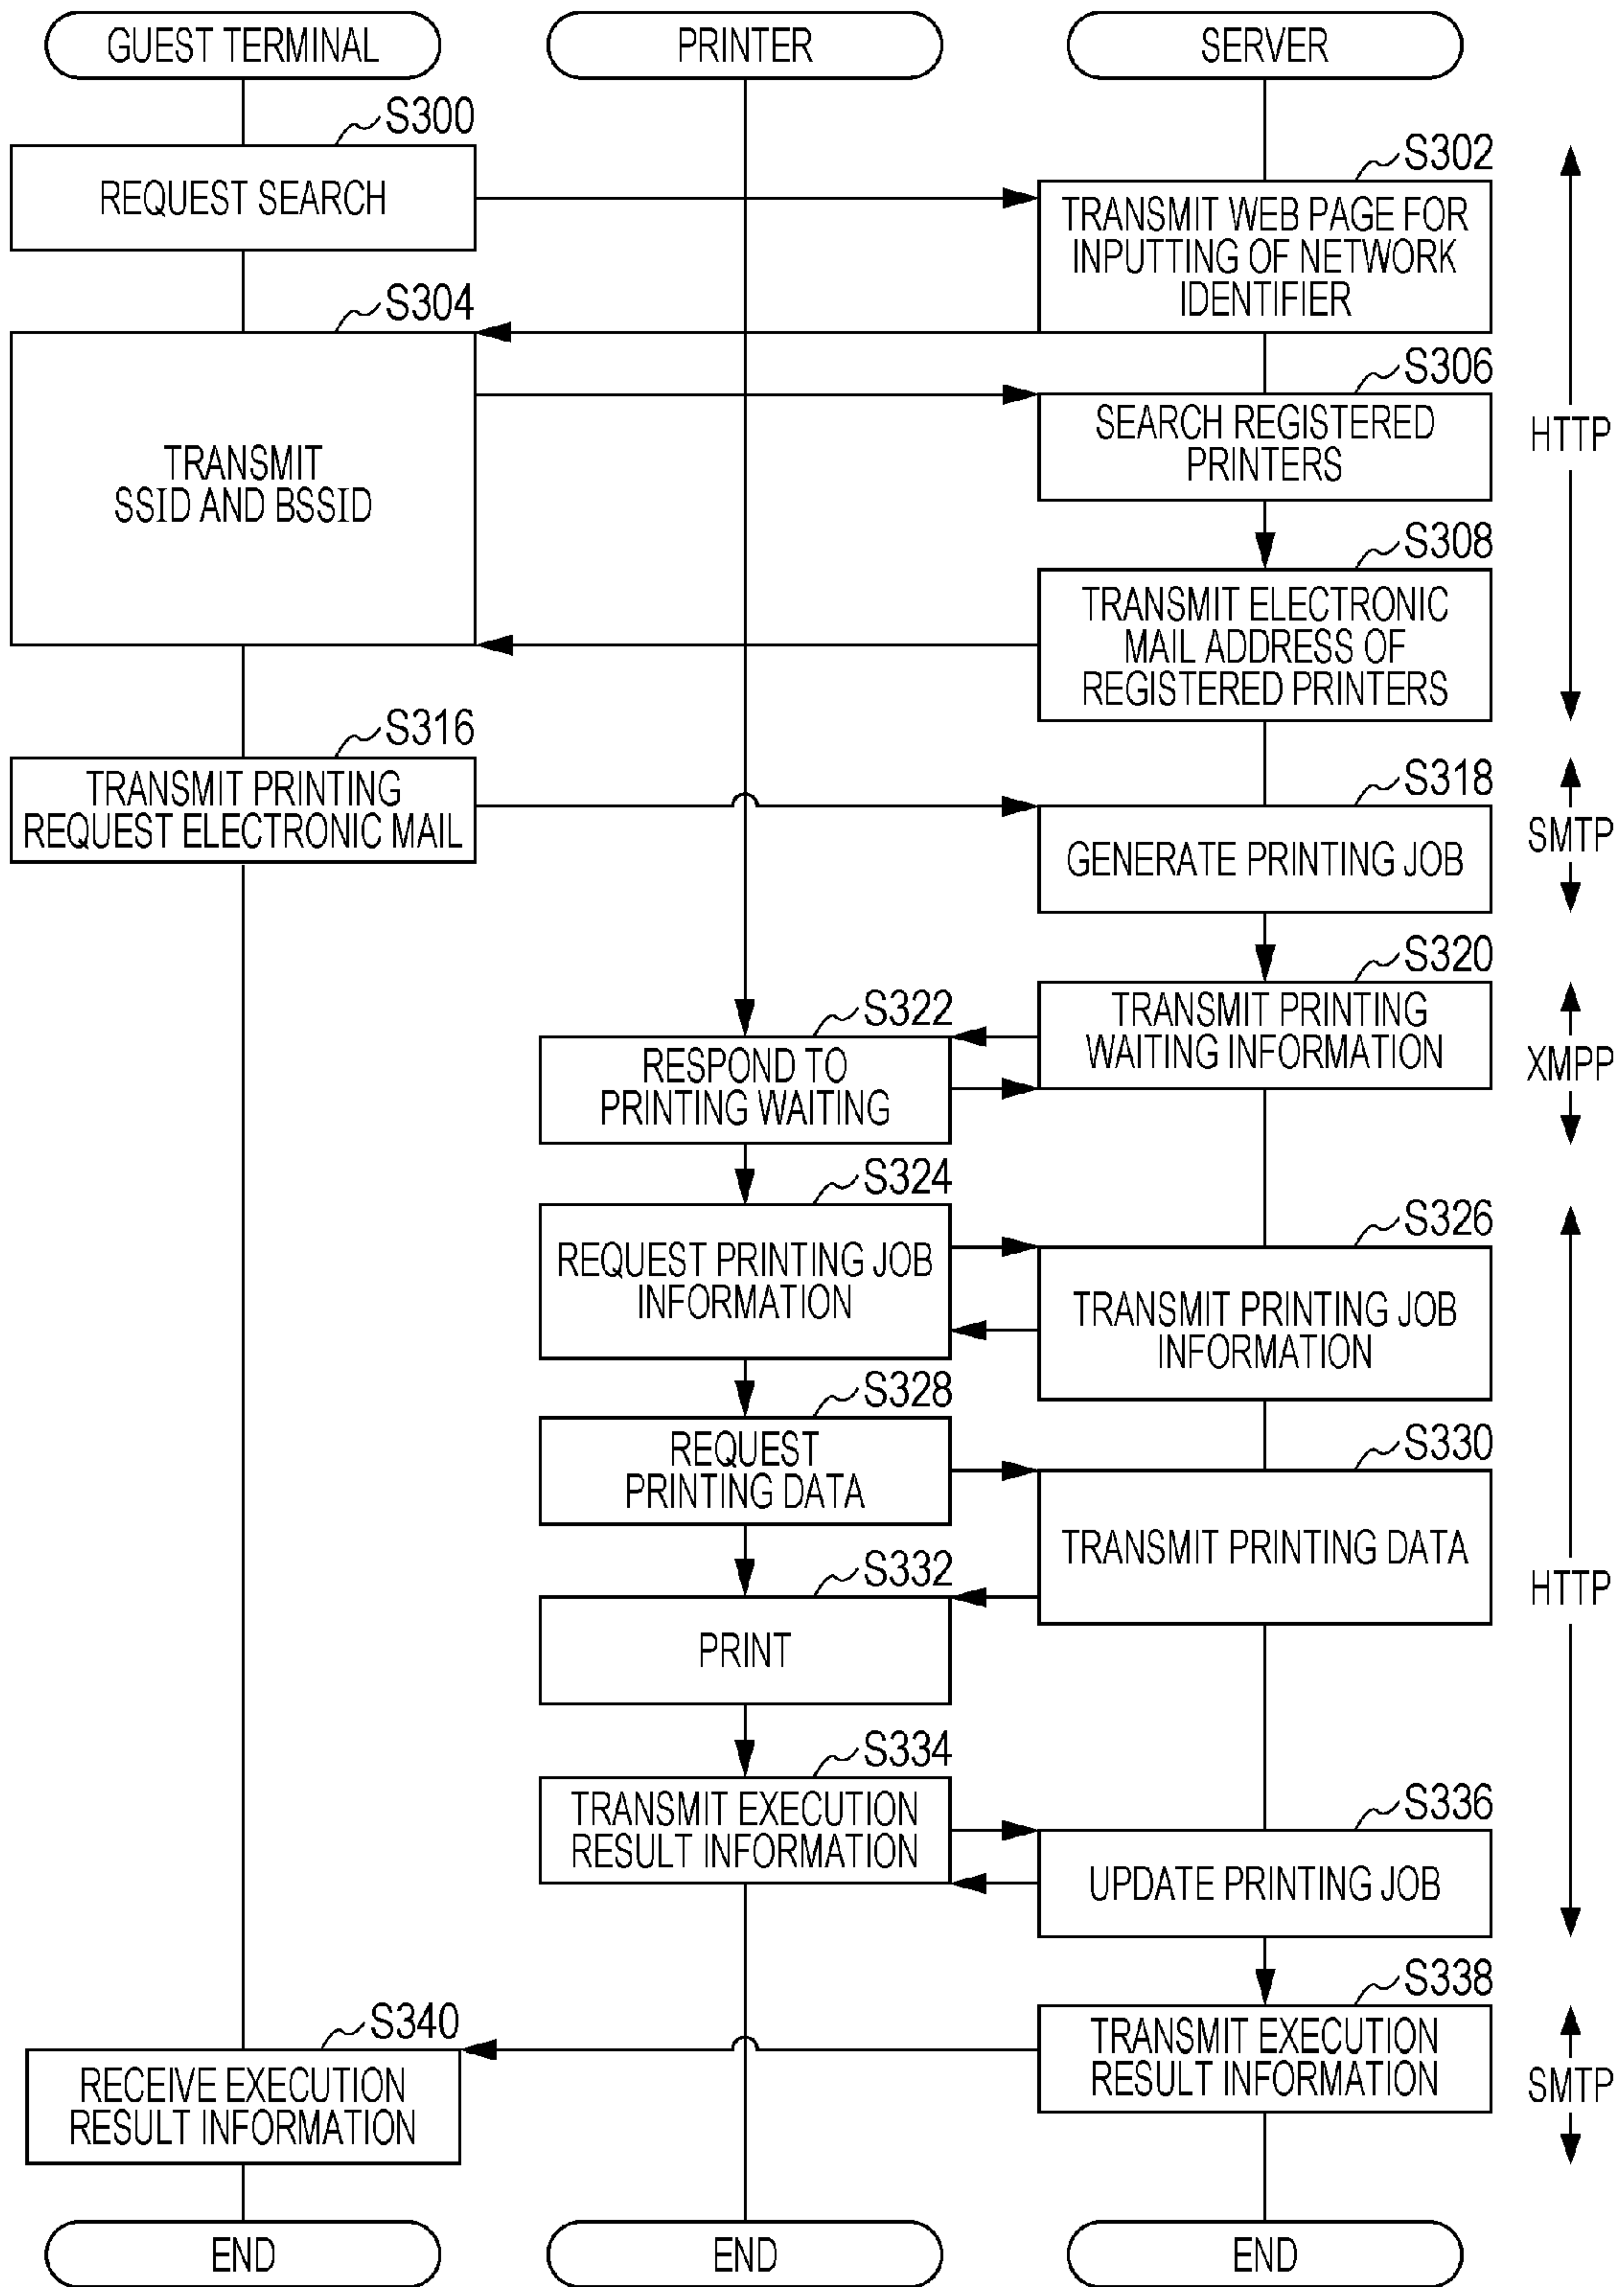 GUEST TERMINAL
PRINTER
SERVER
S300
REQUEST SEARCH
S302
TRANSMIT WEB PAGE FOR
INPUTTING OF NETWORK
IDENTIFIER
S304
TRANSMIT
SSID AND BSSID
S306
SEARCH REGISTERED
PRINTERS
HTTP
S308
TRANSMIT ELECTRONIC
MAIL ADDRESS OF
REGISTERED PRINTERS
S316
TRANSMIT PRINTING
REQUEST ELECTRONIC MAIL
S318
GENERATE PRINTING JOB
SMTP
S320
TRANSMIT PRINTING
WAITING INFORMATION
S322
RESPOND TO
PRINTING WAITING
XMPP
S324
REQUEST PRINTING JOB
INFORMATION
S326
TRANSMIT PRINTING JOB
INFORMATION
S328
REQUEST
PRINTING DATA
S330
TRANSMIT PRINTING DATA
S332
PRINT
HTTP
S334
TRANSMIT EXECUTION
RESULT INFORMATION
S336
UPDATE PRINTING JOB
S338
TRANSMIT EXECUTION
RESULT INFORMATION
S340
RECEIVE EXECUTION
RESULT INFORMATION
SMTP
END
END
END